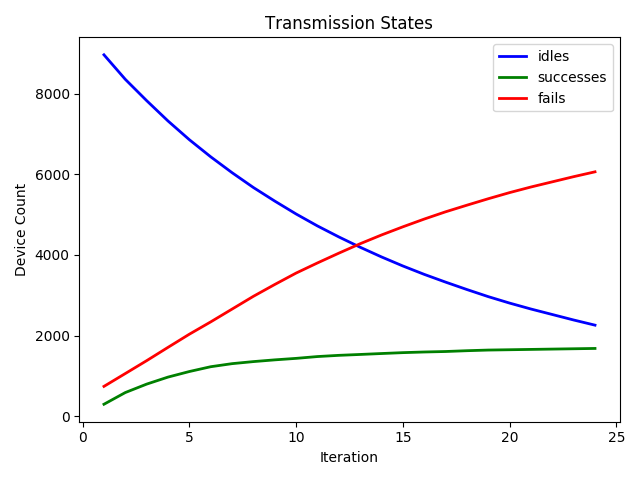 Transmission States
idles
successes
fails
Device Count
8000
6000
4000
2000
0
0 5 10 15 20 25
Iteration